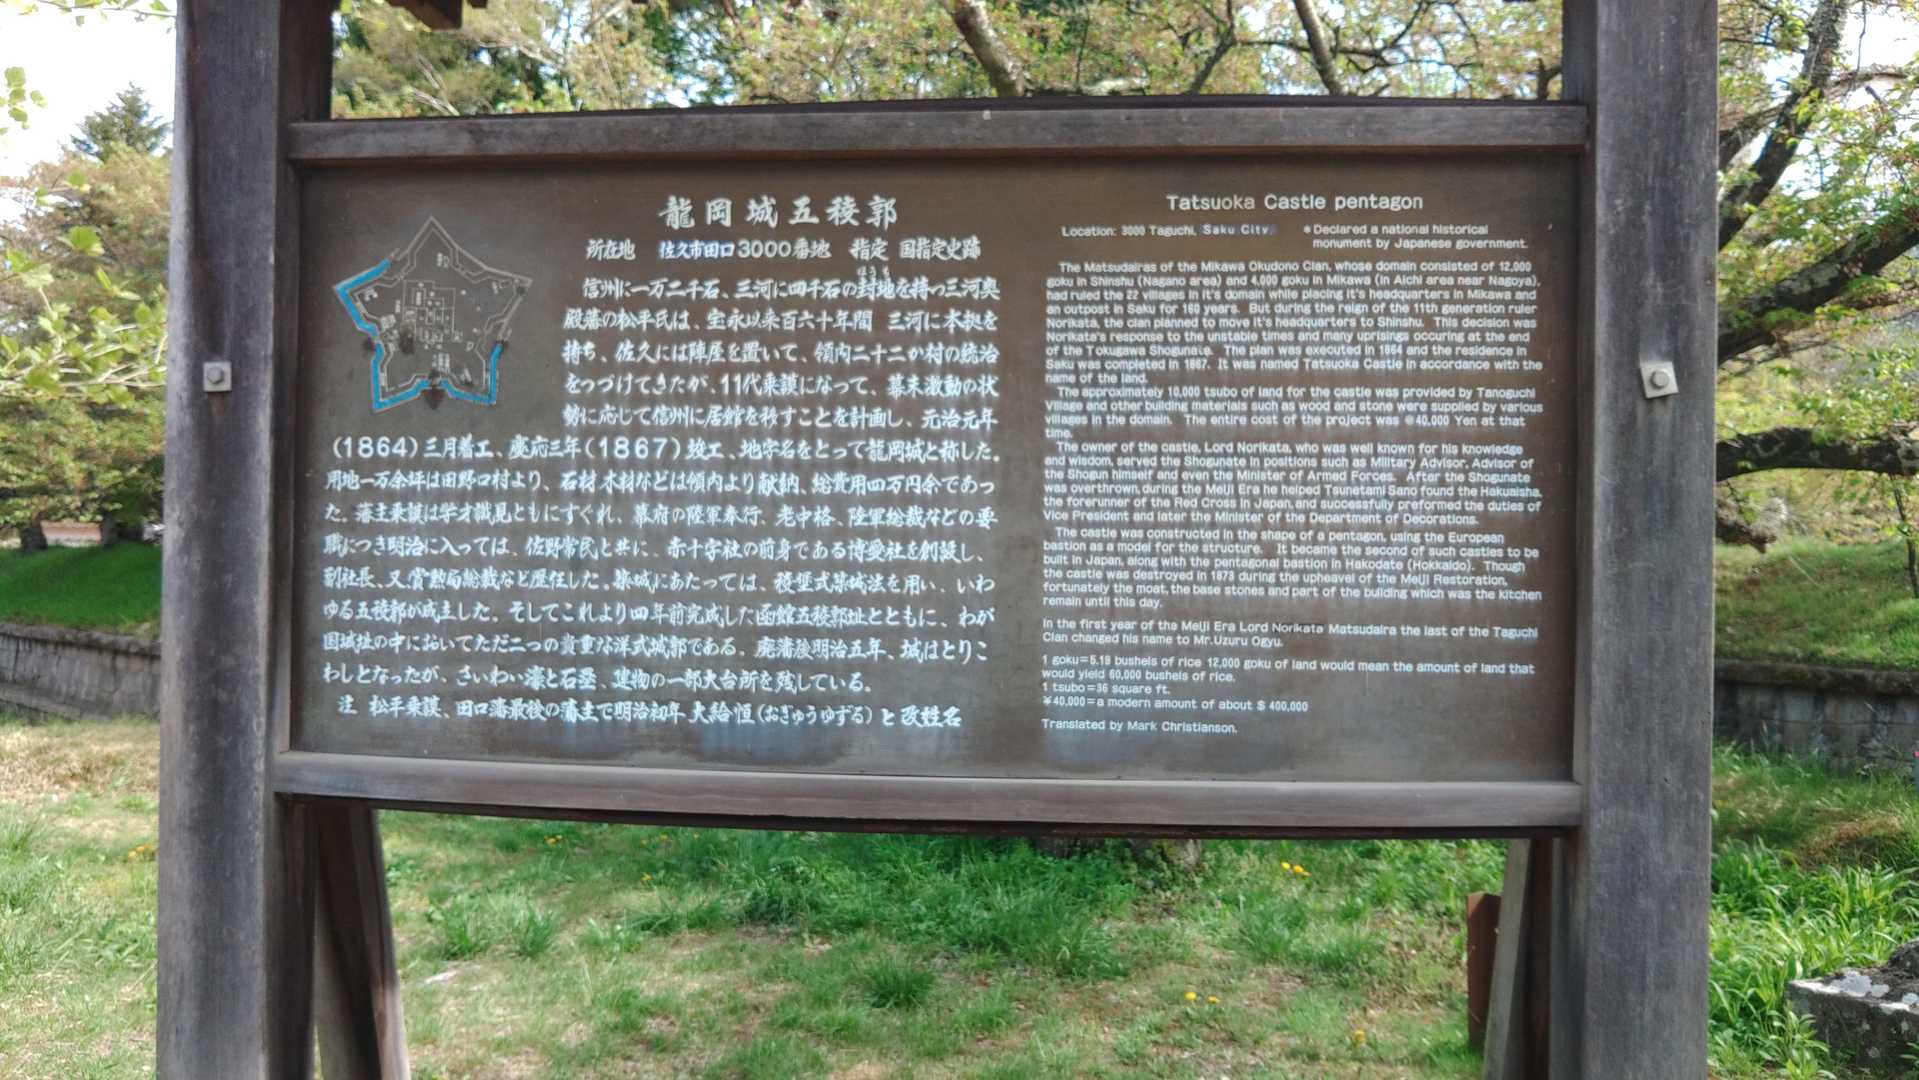 龍岡城五稜郭
所在地 佐久市田口3000番地 指定 国指定史跡
ほうち
信州に一万二千石、三河に四千石の封地を持つ三河奥
殿藩の松平氏は、宝永以来百六十年間 三河に本拠を
持ち、佐久には陣屋を置いて、領内二十二か村の統治
をつづけてきたが、11代乗謨になって、幕末激動の状
勢に応じて信州に居館を移すことを計画し、元治元年
(1864)三月着工、慶応三年(1867)竣工、地字名をとって龍岡城と称した。
用地一万余坪は田野口村より、石材木材などは領内より献納、総費用四万円余であっ
た。藩主乗謨は学才識見ともにすぐれ、幕府の陸軍奉行、老中格、陸軍総裁などの要
職につき明治に入っては、佐野常民と共に、赤十字社の前身である博愛社を創設し、
副社長、又賞勲局総裁など歴任した。築城にあたっては、稜堡式築城法を用い、いわ
ゆる五稜郭が成立した。そしてこれより四年前完成した函館五稜郭址とともに、わが
国城址の中においてただ二つの貴重な洋式城郭である。廃藩後明治五年、城はとりこ
わしとなったが、さいわい濠と石塁、建物の一部大台所を残している。
注 松平乗謨、田口藩最後の藩主で明治初年 大給恒(おぎゅうゆずる)と改姓名
Tatsuoka Castle pentagon
Location: 3000 Taguchi, Saku City. *Declared a national historical
monument by Japanese government.
The Matsudairas of the Mikawa Okudono Clan, whose domain consisted of 12,000
goku in Shinshu (Nagano area) and 4,000 goku in Mikawa (in Aichi area near Nagoya),
had ruled the 22 villages in it's domain while placing it's headquarters in Mikawa and
an outpost in Saku for 160 years. But during the reign of the 11th generation ruler
Norikata, the clan planned to move it's headquarters to Shinshu. This decision was
Norikata's response to the unstable times and many uprisings occuring at the end
of the Tokugawa Shogunate. The plan was executed in 1864 and the residence in
Saku was completed in 1867. It was named Tatsuoka Castle in accordance with the
name of the land.
The approximately 10,000 tsubo of land for the castle was provided by Tanoguchi
Village and other building materials such as wood and stone were supplied by various
villages in the domain. The entire cost of the project was @40,000 Yen at that
time.
The owner of the castle, Lord Norikata, who was well known for his knowledge
and wisdom, served the Shogunate in positions such as Military Advisor, Advisor of
the Shogun himself and even the Minister of Armed Forces. After the Shogunate
was overthrown, during the Meiji Era he helped Tsunetami Sano found the Hakuaisha,
the forerunner of the Red Cross in Japan, and successfully preformed the duties of
Vice President and later the Minister of the Department of Decorations.
The castle was constructed in the shape of a pentagon, using the European
bastion as a model for the structure. It became the second of such castles to be
built in Japan, along with the pentagonal bastion in Hakodate (Hokkaido). Though
the castle was destroyed in 1873 during the upheavel of the Meiji Restoration,
fortunately the moat, the base stones and part of the building which was the kitchen
remain until this day.
In the first year of the Meiji Era Lord Norikata Matsudaira the last of the Taguchi
Clan changed his name to Mr.Uzuru Ogyu.
1 goku=5.19 bushels of rice 12,000 goku of land would mean the amount of land that
would yield 60,000 bushels of rice.
1 tsubo=36 square ft.
¥40,000=a modern amount of about $ 400,000
Translated by Mark Christianson.